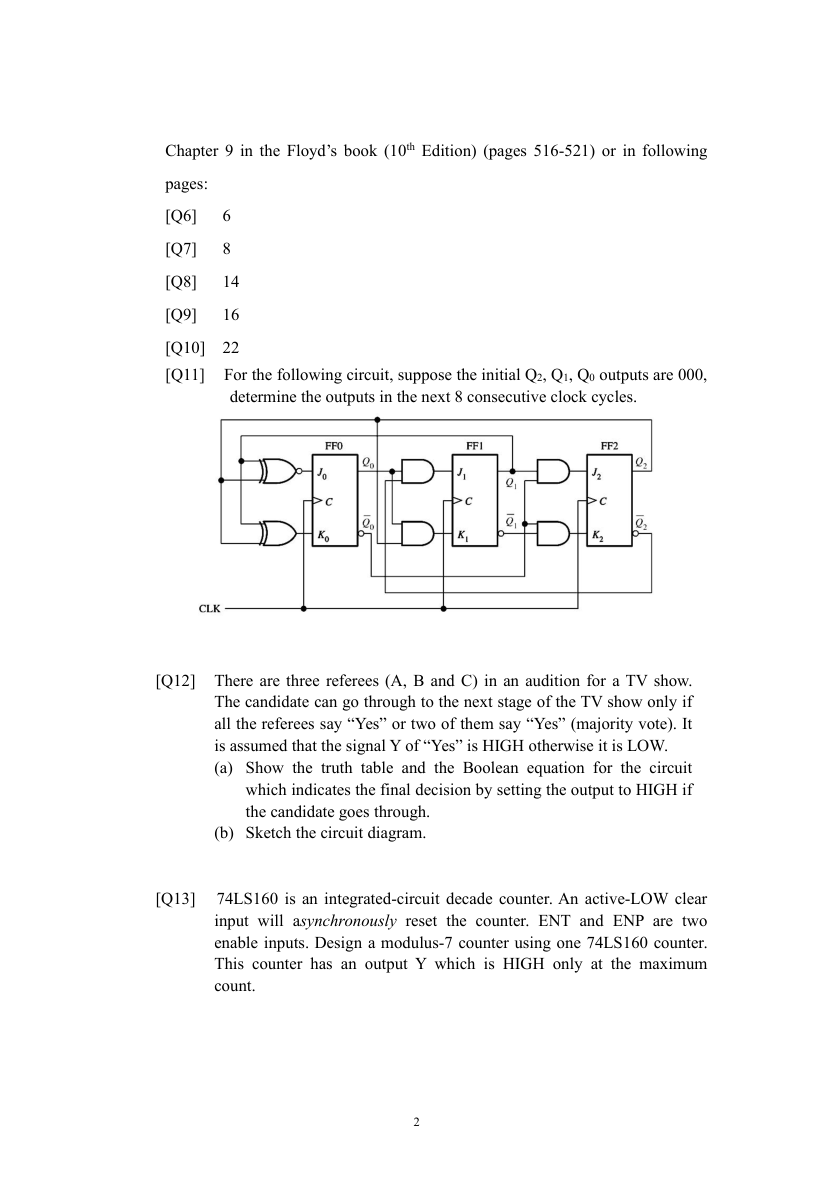 Chapter 9 in the Floyd’s book (10th Edition) (pages 516-521) or in following
pages:
[Q6] 6
[Q7] 8
[Q8] 14
[Q9] 16
[Q10] 22
[Q11] For the following circuit, suppose the initial Q2, Q1, Q0 outputs are 000,
determine the outputs in the next 8 consecutive clock cycles.
FF0 FF1 FF2
Q0 Q2
J0 J1 J2
Q1
C C C
Q̅0 Q̅1 Q̅2
K0 K1 K2
CLK
[Q12] There are three referees (A, B and C) in an audition for a TV show.
The candidate can go through to the next stage of the TV show only if
all the referees say “Yes” or two of them say “Yes” (majority vote). It
is assumed that the signal Y of “Yes” is HIGH otherwise it is LOW.
(a) Show the truth table and the Boolean equation for the circuit
which indicates the final decision by setting the output to HIGH if
the candidate goes through.
(b) Sketch the circuit diagram.
[Q13] 74LS160 is an integrated-circuit decade counter. An active-LOW clear
input will asynchronously reset the counter. ENT and ENP are two
enable inputs. Design a modulus-7 counter using one 74LS160 counter.
This counter has an output Y which is HIGH only at the maximum
count.
2